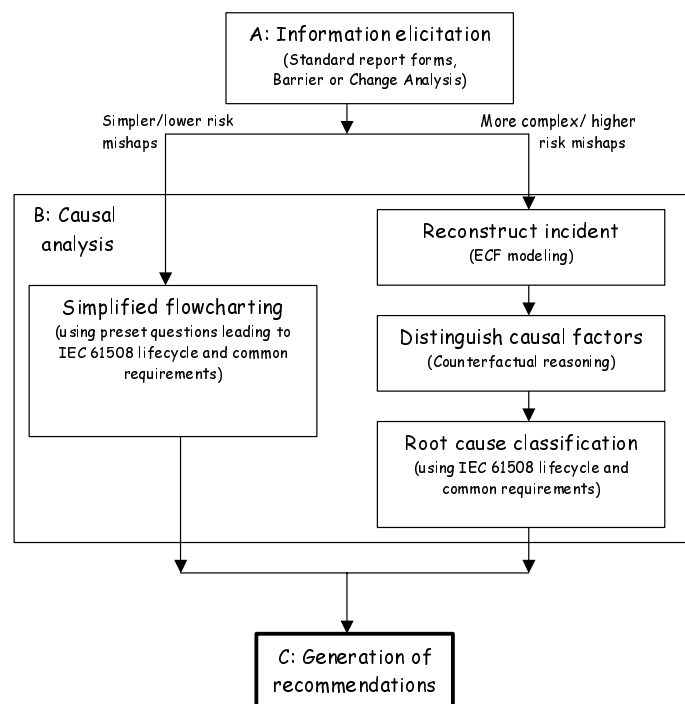 A: Information elicitation
(Standard report forms,
Barrier or Change Analysis)
Simpler/lower risk
mishaps
More complex/ higher
risk mishaps
B: Causal
analysis
Reconstruct incident
(ECF modeling)
Simplified flowcharting
(using preset questions leading to
IEC 61508 lifecycle and common
requirements)
Distinguish causal factors
(Counterfactual reasoning)
Root cause classification
(using IEC 61508 lifecycle and
common requirements)
C: Generation of
recommendations